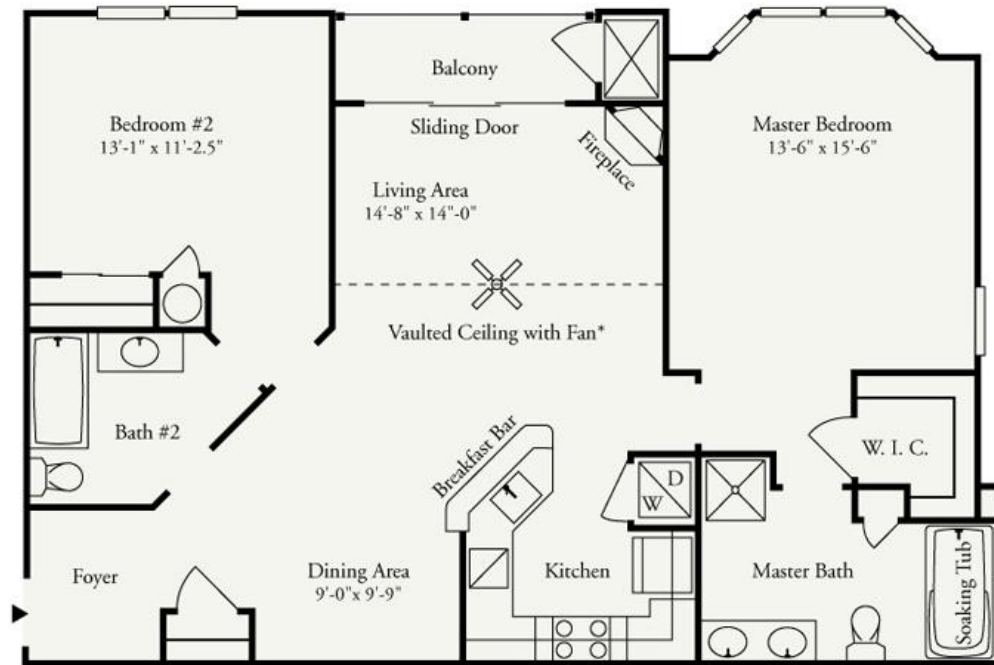 Balcony
Bedroom #2
13'-1" x 11'-2.5"
Sliding Door
Fireplace
Master Bedroom
13'-6" x 15'-6"
Living Area
14'-8" x 14"-0"
Vaulted Ceiling with Fan*
Bath #2
Breakfast Bar
W. I. C.
D
W
Foyer
Dining Area
9'-0"x 9'-9"
Kitchen
Master Bath
Soaking Tub